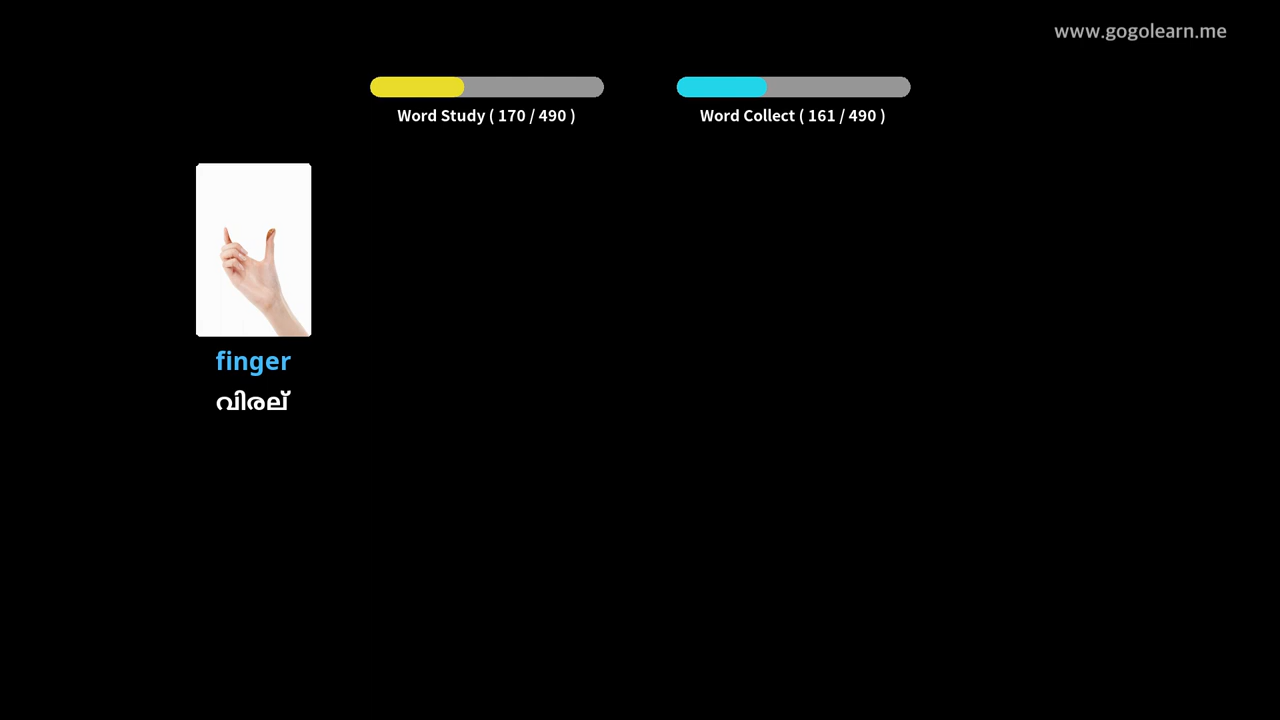 www.gogolearn.me
Word Study ( 170 / 490 )
Word Collect ( 161 / 490 )
finger
വിരല്